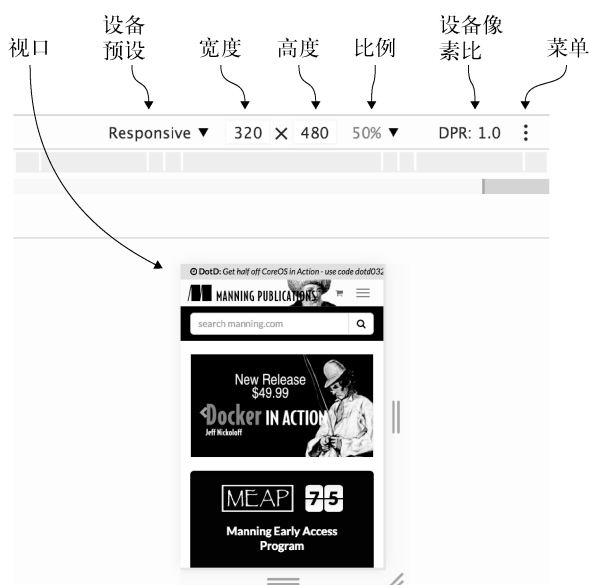 视口
设备
预设
宽度
高度
比例
设备像
素比
菜单
Responsive ▼ 320 × 480 50% ▼ DPR: 1.0
DotD: Get half off CoreOS in Action - use code dotd032
MANNING PUBLICATIONS
search manning.com
New Release
$49.99
Docker IN ACTION
Jeff Nickoloff
MEAP 75
Manning Early Access
Program